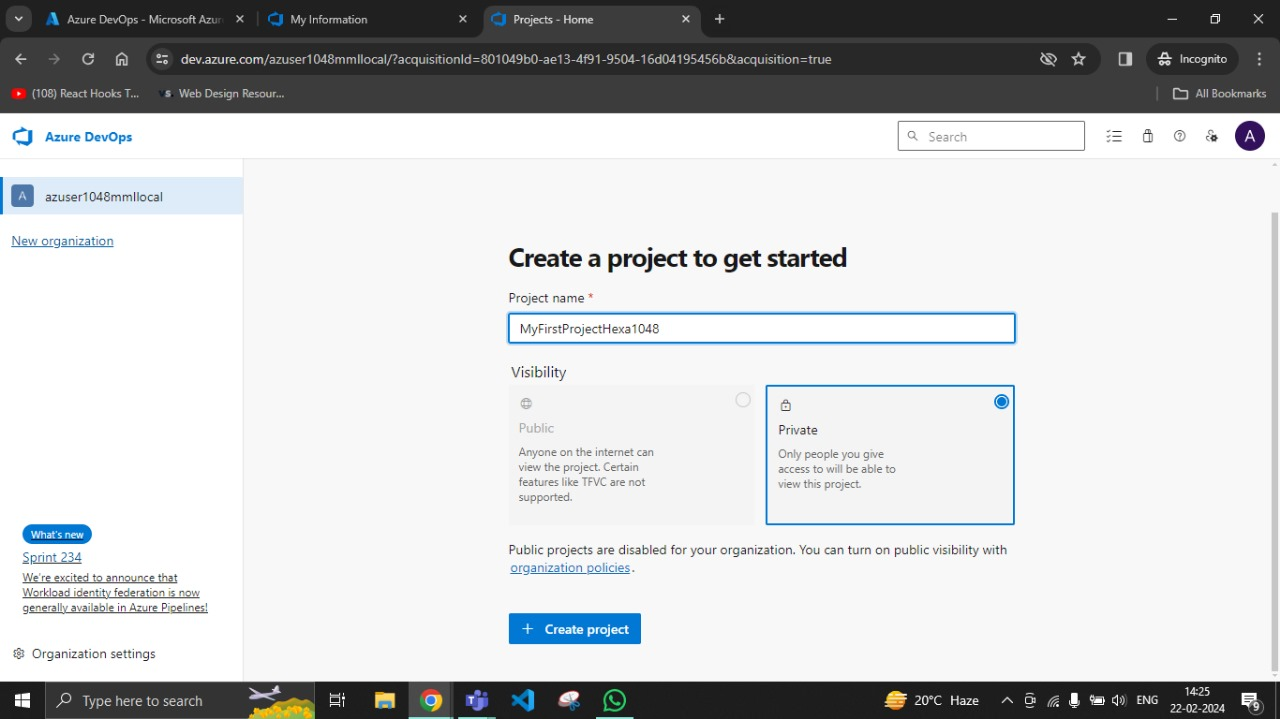 Azure DevOps - Microsoft Azur
My Information
Projects - Home
dev.azure.com/azuser1048mmllocal/?acquisitionId=801049b0-ae13-4f91-9504-16d04195456b&acquisition=true
Incognito
(108) React Hooks T...
vs. Web Design Resour...
All Bookmarks
Azure DevOps
Search
A
A
azuser1048mmllocal
New organization
Create a project to get started
Project name *
MyFirstProjectHexa1048
Visibility
Public
Anyone on the internet can
view the project. Certain
features like TFVC are not
supported.
Private
Only people you give
access to will be able to
view this project.
Public projects are disabled for your organization. You can turn on public visibility with
organization policies.
+ Create project
What's new
Sprint 234
We're excited to announce that
Workload identity federation is now
generally available in Azure Pipelines!
Organization settings
Type here to search
20°C Haze
ENG
14:25
22-02-2024
9